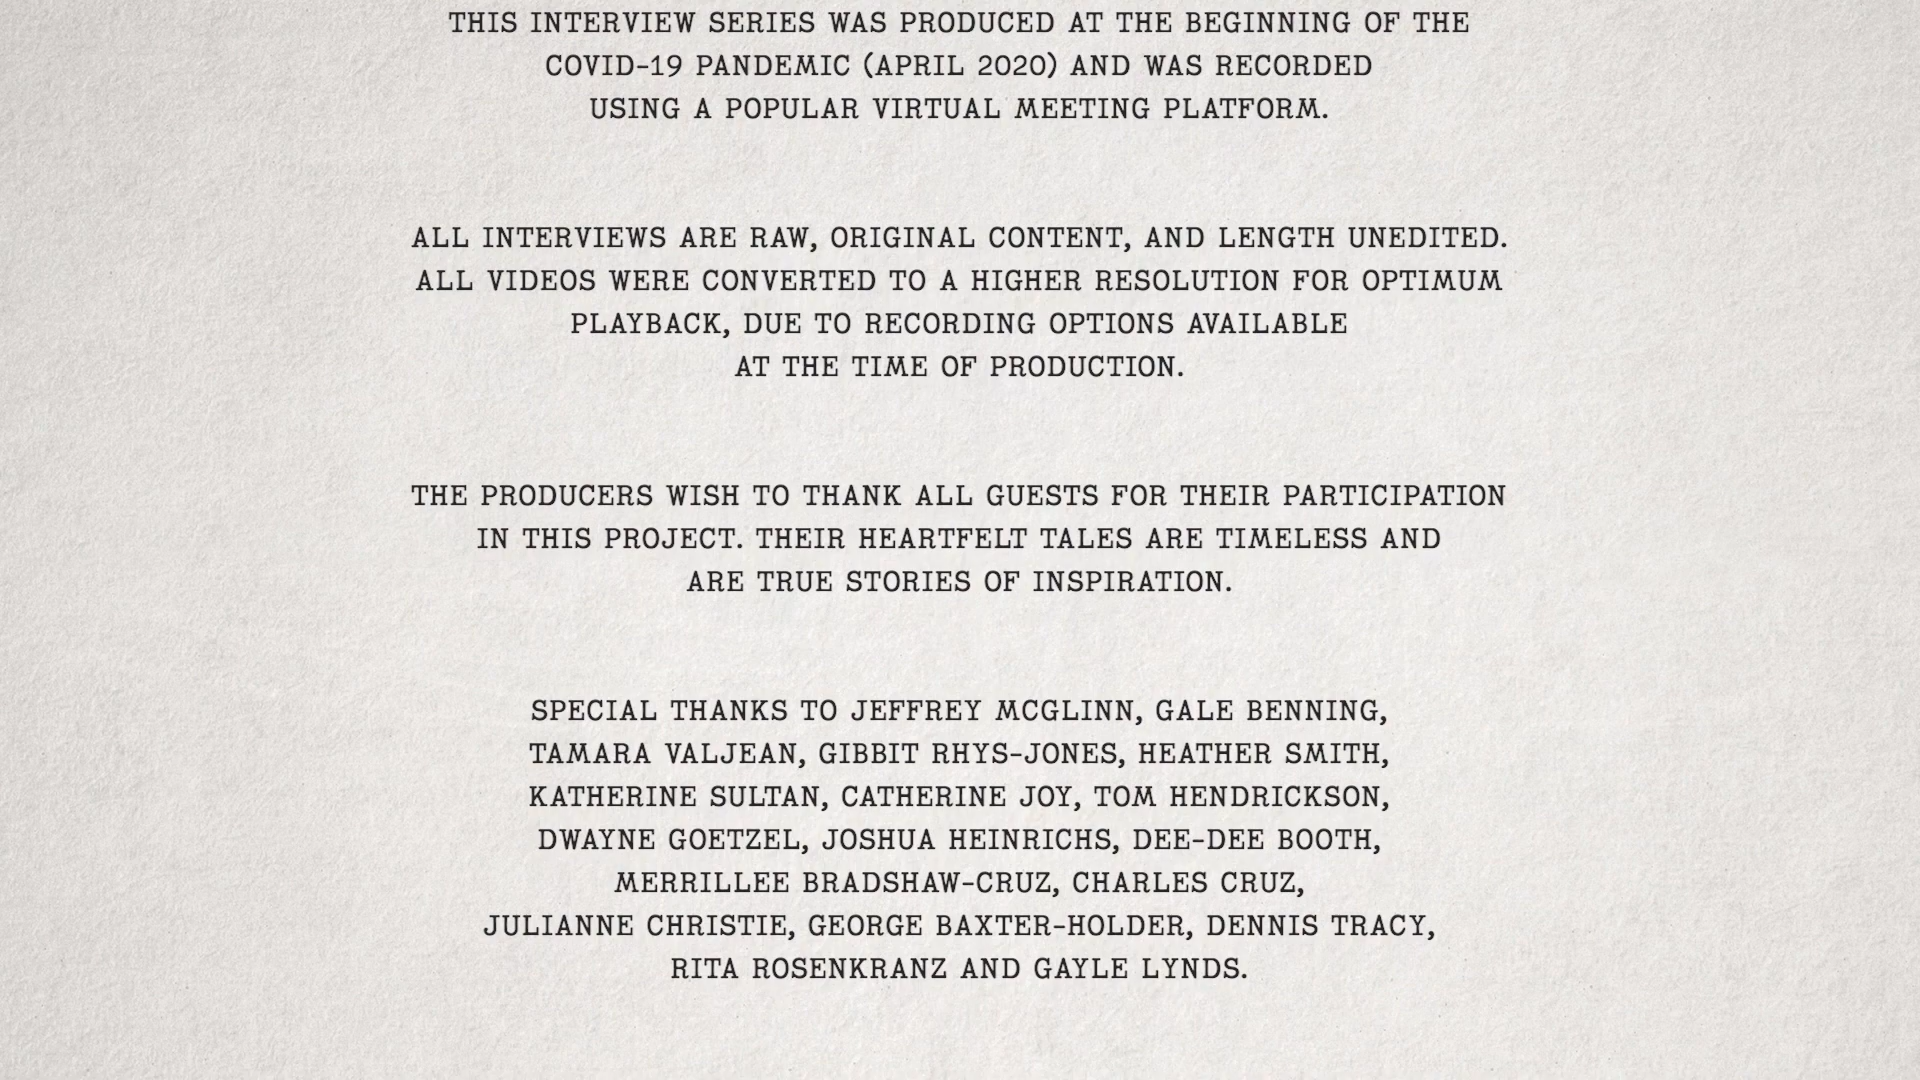 THIS INTERVIEW SERIES WAS PRODUCED AT THE BEGINNING OF THE
COVID-19 PANDEMIC (APRIL 2020) AND WAS RECORDED
USING A POPULAR VIRTUAL MEETING PLATFORM.
ALL INTERVIEWS ARE RAW, ORIGINAL CONTENT, AND LENGTH UNEDITED.
ALL VIDEOS WERE CONVERTED TO A HIGHER RESOLUTION FOR OPTIMUM
PLAYBACK, DUE TO RECORDING OPTIONS AVAILABLE
AT THE TIME OF PRODUCTION.
THE PRODUCERS WISH TO THANK ALL GUESTS FOR THEIR PARTICIPATION
IN THIS PROJECT. THEIR HEARTFELT TALES ARE TIMELESS AND
ARE TRUE STORIES OF INSPIRATION.
SPECIAL THANKS TO JEFFREY MCGLINN, GALE BENNING,
TAMARA VALJEAN, GIBBIT RHYS-JONES, HEATHER SMITH,
KATHERINE SULTAN, CATHERINE JOY, TOM HENDRICKSON,
DWAYNE GOETZEL, JOSHUA HEINRICHS, DEE-DEE BOOTH,
MERRILLEE BRADSHAW-CRUZ, CHARLES CRUZ,
JULIANNE CHRISTIE, GEORGE BAXTER-HOLDER, DENNIS TRACY,
RITA ROSENKRANZ AND GAYLE LYNDS.